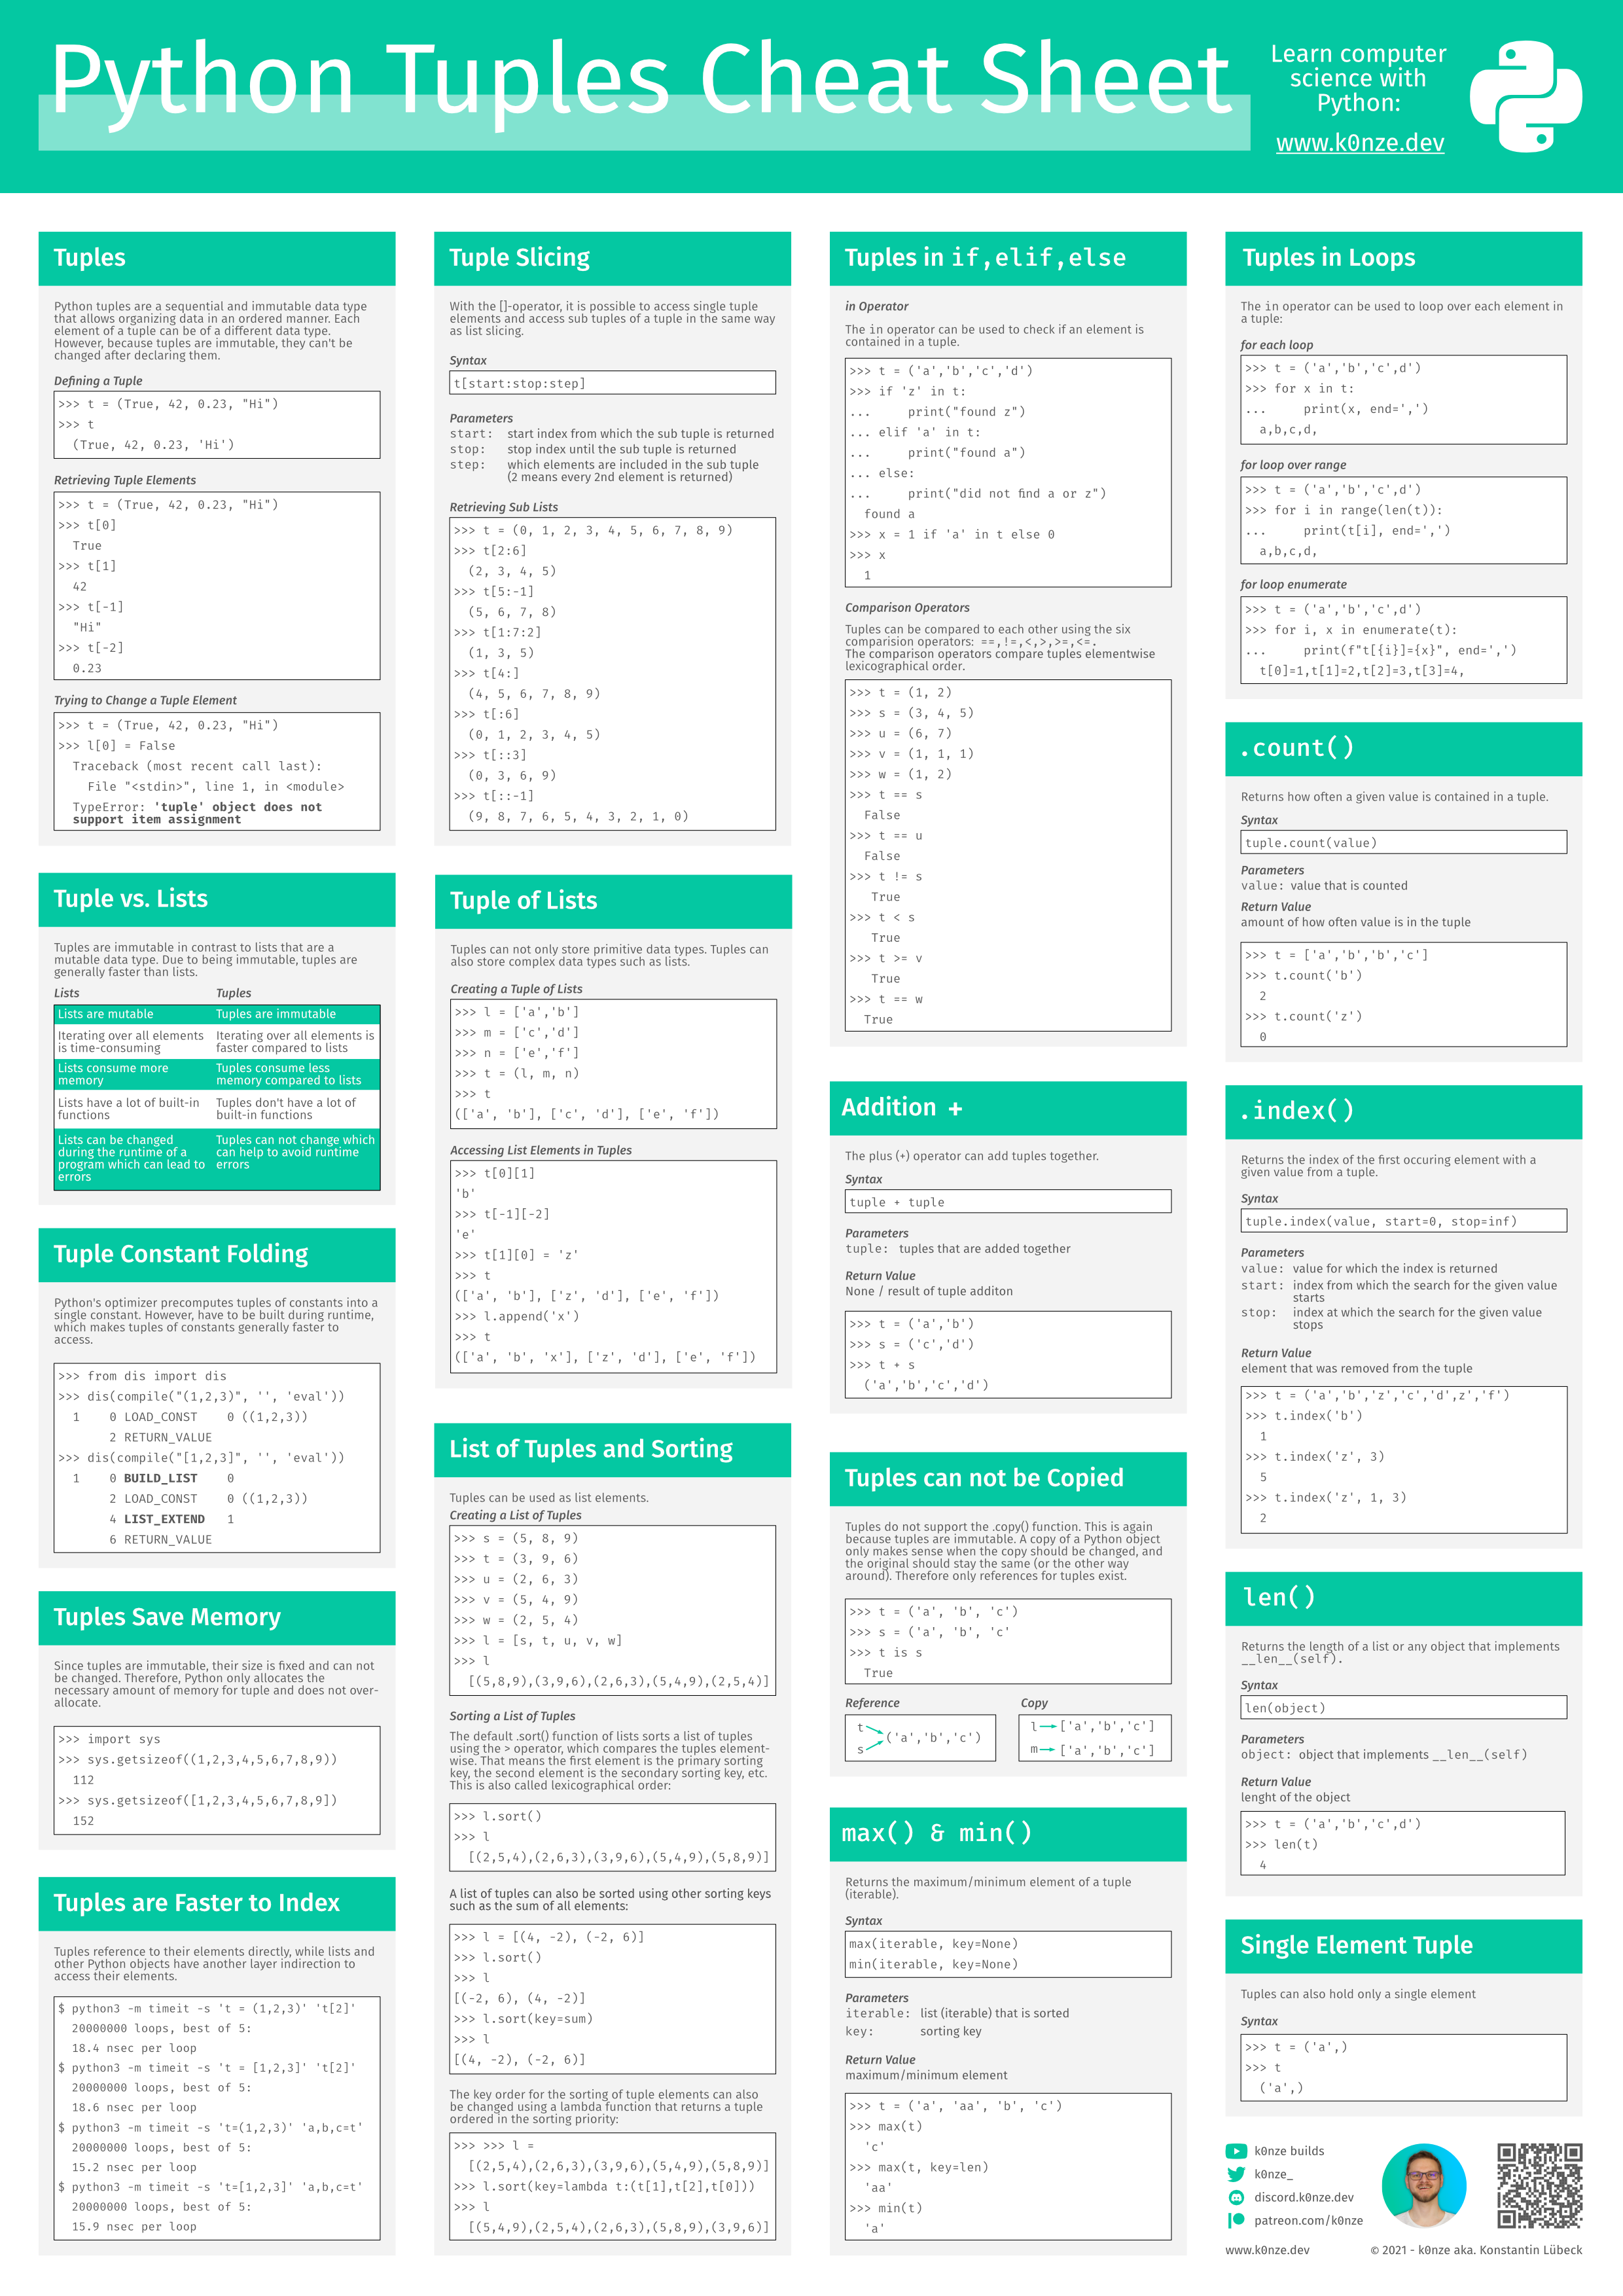 Python Tuples Cheat Sheet
Learn computer
science with
Python:
www.k0nze.dev
Tuples
Python tuples are a sequential and immutable data type
that allows organizing data in an ordered manner. Each
element of a tuple can be of a different data type.
However, because tuples are immutable, they can't be
changed after declaring them.
Defining a Tuple
>>> t = (True, 42, 0.23, "Hi")
>>> t
(True, 42, 0.23, 'Hi')
Retrieving Tuple Elements
>>> t = (True, 42, 0.23, "Hi")
>>> t[0]
True
>>> t[1]
42
>>> t[-1]
"Hi"
>>> t[-2]
0.23
Trying to Change a Tuple Element
>>> t = (True, 42, 0.23, "Hi")
>>> l[0] = False
Traceback (most recent call last):
File "<stdin>", line 1, in <module>
TypeError: 'tuple' object does not
support item assignment
Tuple vs. Lists
Tuples are immutable in contrast to lists that are a
mutable data type. Due to being immutable, tuples are
generally faster than lists.
Lists Tuples
Lists are mutable Tuples are immutable
Iterating over all elements Iterating over all elements is
is time-consuming faster compared to lists
Lists consume more Tuples consume less
memory memory compared to lists
Lists have a lot of built-in Tuples don't have a lot of
functions built-in functions
Lists can be changed Tuples can not change which
during the runtime of a can help to avoid runtime
program which can lead to errors
errors
Tuple Constant Folding
Python's optimizer precomputes tuples of constants into a
single constant. However, have to be built during runtime,
which makes tuples of constants generally faster to
access.
>>> from dis import dis
>>> dis(compile("(1,2,3)", '', 'eval'))
1 0 LOAD_CONST 0 ((1,2,3))
2 RETURN_VALUE
>>> dis(compile("[1,2,3]", '', 'eval'))
1 0 BUILD_LIST 0
2 LOAD_CONST 0 ((1,2,3))
4 LIST_EXTEND 1
6 RETURN_VALUE
Tuples Save Memory
Since tuples are immutable, their size is fixed and can not
be changed. Therefore, Python only allocates the
necessary amount of memory for tuple and does not over-
allocate.
>>> import sys
>>> sys.getsizeof((1,2,3,4,5,6,7,8,9))
112
>>> sys.getsizeof([1,2,3,4,5,6,7,8,9])
152
Tuples are Faster to Index
Tuples reference to their elements directly, while lists and
other Python objects have another layer indirection to
access their elements.
$ python3 -m timeit -s 't = (1,2,3)' 't[2]'
20000000 loops, best of 5:
18.4 nsec per loop
$ python3 -m timeit -s 't = [1,2,3]' 't[2]'
20000000 loops, best of 5:
18.6 nsec per loop
$ python3 -m timeit -s 't=(1,2,3)' 'a,b,c=t'
20000000 loops, best of 5:
15.2 nsec per loop
$ python3 -m timeit -s 't=[1,2,3]' 'a,b,c=t'
20000000 loops, best of 5:
15.9 nsec per loop
Tuple Slicing
With the []-operator, it is possible to access single tuple
elements and access sub tuples of a tuple in the same way
as list slicing.
Syntax
t[start:stop:step]
Parameters
start: start index from which the sub tuple is returned
stop: stop index until the sub tuple is returned
step: which elements are included in the sub tuple
(2 means every 2nd element is returned)
Retrieving Sub Lists
>>> t = (0, 1, 2, 3, 4, 5, 6, 7, 8, 9)
>>> t[2:6]
(2, 3, 4, 5)
>>> t[5:-1]
(5, 6, 7, 8)
>>> t[1:7:2]
(1, 3, 5)
>>> t[4:]
(4, 5, 6, 7, 8, 9)
>>> t[:6]
(0, 1, 2, 3, 4, 5)
>>> t[::3]
(0, 3, 6, 9)
>>> t[::-1]
(9, 8, 7, 6, 5, 4, 3, 2, 1, 0)
Tuple of Lists
Tuples can not only store primitive data types. Tuples can
also store complex data types such as lists.
Creating a Tuple of Lists
>>> l = ['a','b']
>>> m = ['c','d']
>>> n = ['e','f']
>>> t = (l, m, n)
>>> t
(['a', 'b'], ['c', 'd'], ['e', 'f'])
Accessing List Elements in Tuples
>>> t[0][1]
'b'
>>> t[-1][-2]
'e'
>>> t[1][0] = 'z'
>>> t
(['a', 'b'], ['z', 'd'], ['e', 'f'])
>>> l.append('x')
>>> t
(['a', 'b', 'x'], ['z', 'd'], ['e', 'f'])
List of Tuples and Sorting
Tuples can be used as list elements.
Creating a List of Tuples
>>> s = (5, 8, 9)
>>> t = (3, 9, 6)
>>> u = (2, 6, 3)
>>> v = (5, 4, 9)
>>> w = (2, 5, 4)
>>> l = [s, t, u, v, w]
>>> l
[(5,8,9),(3,9,6),(2,6,3),(5,4,9),(2,5,4)]
Sorting a List of Tuples
The default .sort() function of lists sorts a list of tuples
using the > operator, which compares the tuples element-
wise. That means the first element is the primary sorting
key, the second element is the secondary sorting key, etc.
This is also called lexicographical order:
>>> l.sort()
>>> l
[(2,5,4),(2,6,3),(3,9,6),(5,4,9),(5,8,9)]
A list of tuples can also be sorted using other sorting keys
such as the sum of all elements:
>>> l = [(4, -2), (-2, 6)]
>>> l.sort()
>>> l
[(-2, 6), (4, -2)]
>>> l.sort(key=sum)
>>> l
[(4, -2), (-2, 6)]
The key order for the sorting of tuple elements can also
be changed using a lambda function that returns a tuple
ordered in the sorting priority:
>>> >>> l =
[(2,5,4),(2,6,3),(3,9,6),(5,4,9),(5,8,9)]
>>> l.sort(key=lambda t:(t[1],t[2],t[0]))
>>> l
[(5,4,9),(2,5,4),(2,6,3),(5,8,9),(3,9,6)]
Tuples in if,elif,else
in Operator
The in operator can be used to check if an element is
contained in a tuple.
>>> t = ('a','b','c','d')
>>> if 'z' in t:
... print("found z")
... elif 'a' in t:
... print("found a")
... else:
... print("did not find a or z")
found a
>>> x = 1 if 'a' in t else 0
>>> x
1
Comparison Operators
Tuples can be compared to each other using the six
comparision operators: ==,!=,<,>,>=,<=.
The comparison operators compare tuples elementwise
lexicographical order.
>>> t = (1, 2)
>>> s = (3, 4, 5)
>>> u = (6, 7)
>>> v = (1, 1, 1)
>>> w = (1, 2)
>>> t == s
False
>>> t == u
False
>>> t != s
True
>>> t < s
True
>>> t >= v
True
>>> t == w
True
Addition +
The plus (+) operator can add tuples together.
Syntax
tuple + tuple
Parameters
tuple: tuples that are added together
Return Value
None / result of tuple additon
>>> t = ('a','b')
>>> s = ('c','d')
>>> t + s
('a','b','c','d')
Tuples can not be Copied
Tuples do not support the .copy() function. This is again
because tuples are immutable. A copy of a Python object
only makes sense when the copy should be changed, and
the original should stay the same (or the other way
around). Therefore only references for tuples exist.
>>> t = ('a', 'b', 'c')
>>> s = ('a', 'b', 'c'
>>> t is s
True
Reference Copy
t
s
('a','b','c')
l ['a','b','c']
m ['a','b','c']
max() & min()
Returns the maximum/minimum element of a tuple
(iterable).
Syntax
max(iterable, key=None)
min(iterable, key=None)
Parameters
iterable: list (iterable) that is sorted
key: sorting key
Return Value
maximum/minimum element
>>> t = ('a', 'aa', 'b', 'c')
>>> max(t)
'c'
>>> max(t, key=len)
'aa'
>>> min(t)
'a'
Tuples in Loops
The in operator can be used to loop over each element in
a tuple:
for each loop
>>> t = ('a','b','c',d')
>>> for x in t:
... print(x, end=',')
a,b,c,d,
for loop over range
>>> t = ('a','b','c',d')
>>> for i in range(len(t)):
... print(t[i], end=',')
a,b,c,d,
for loop enumerate
>>> t = ('a','b','c',d')
>>> for i, x in enumerate(t):
... print(f"t[{i}]={x}", end=',')
t[0]=1,t[1]=2,t[2]=3,t[3]=4,
.count()
Returns how often a given value is contained in a tuple.
Syntax
tuple.count(value)
Parameters
value: value that is counted
Return Value
amount of how often value is in the tuple
>>> t = ['a','b','b','c']
>>> t.count('b')
2
>>> t.count('z')
0
.index()
Returns the index of the first occuring element with a
given value from a tuple.
Syntax
tuple.index(value, start=0, stop=inf)
Parameters
value: value for which the index is returned
start: index from which the search for the given value
starts
stop: index at which the search for the given value
stops
Return Value
element that was removed from the tuple
>>> t = ('a','b','z','c','d',z','f')
>>> t.index('b')
1
>>> t.index('z', 3)
5
>>> t.index('z', 1, 3)
2
len()
Returns the length of a list or any object that implements
__len__(self).
Syntax
len(object)
Parameters
object: object that implements __len__(self)
Return Value
lenght of the object
>>> t = ('a','b','c',d')
>>> len(t)
4
Single Element Tuple
Tuples can also hold only a single element
Syntax
>>> t = ('a',)
>>> t
('a',)
k0nze builds
k0nze_
discord.k0nze.dev
patreon.com/k0nze
www.k0nze.dev
© 2021 - k0nze aka. Konstantin Lübeck